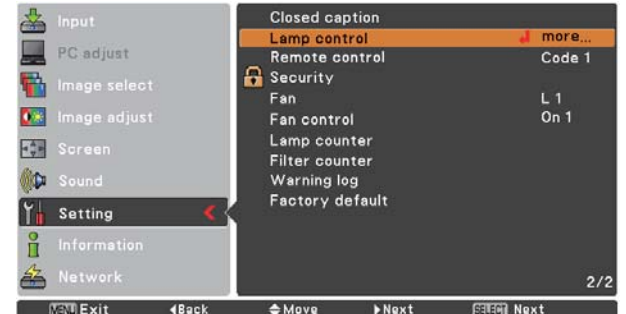 Input
PC adjust
Image select
Image adjust
Screen
Sound
Setting
Information
Network
Closed caption
Lamp control more...
Remote control Code 1
Security
Fan L 1
Fan control On 1
Lamp counter
Filter counter
Warning log
Factory default
2/2
MENU Exit Back Move Next SELECT Next